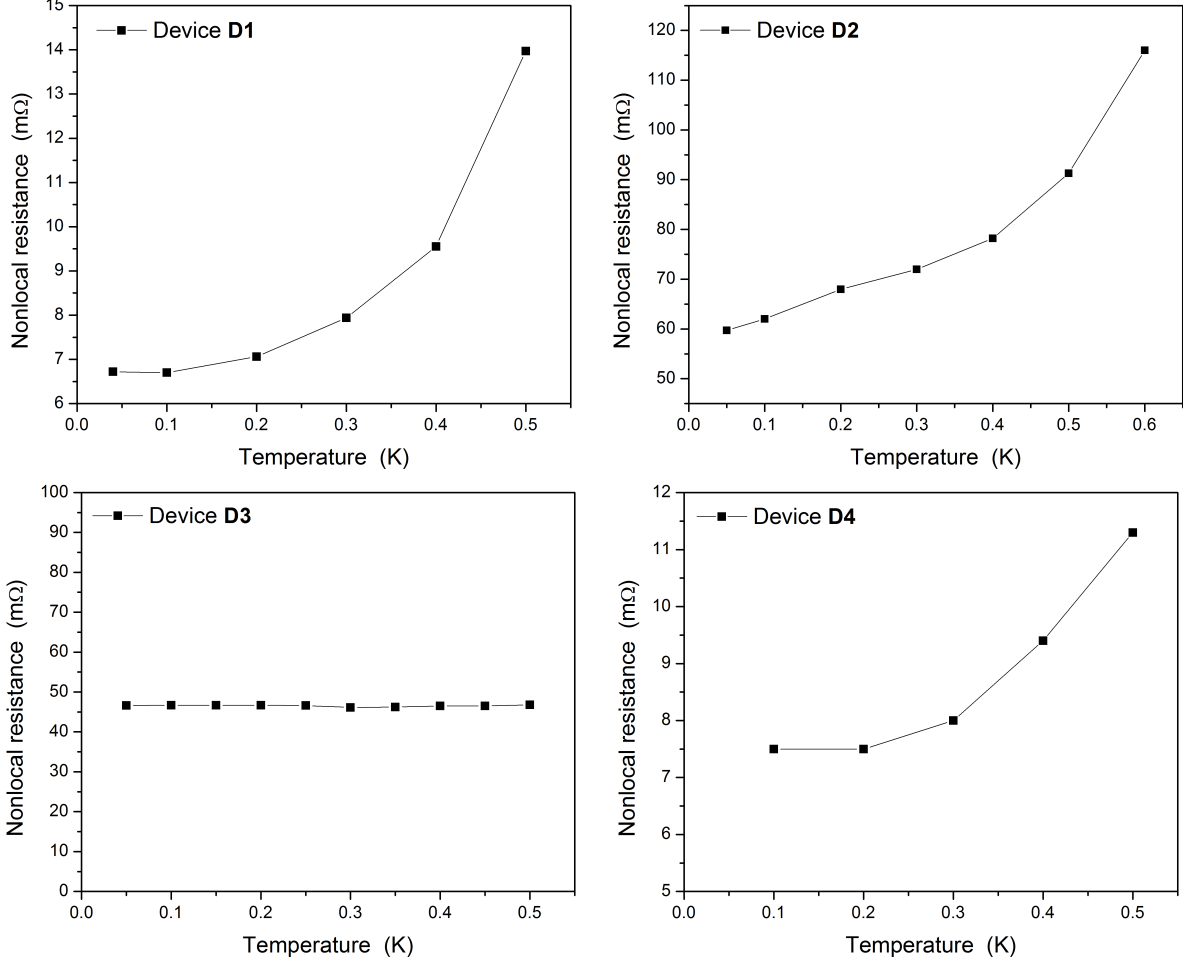 Device D1
15
14
13
12
11
10
9
8
7
6
Nonlocal resistance (mΩ)
0.0 0.1 0.2 0.3 0.4 0.5
Temperature (K)
Device D2
120
110
100
90
80
70
60
50
Nonlocal resistance (mΩ)
0.0 0.1 0.2 0.3 0.4 0.5 0.6
Temperature (K)
Device D3
100
90
80
70
60
50
40
30
20
10
0
Nonlocal resistance (mΩ)
0.0 0.1 0.2 0.3 0.4 0.5
Temperature (K)
Device D4
12
11
10
9
8
7
6
5
Nonlocal resistance (mΩ)
0.0 0.1 0.2 0.3 0.4 0.5
Temperature (K)